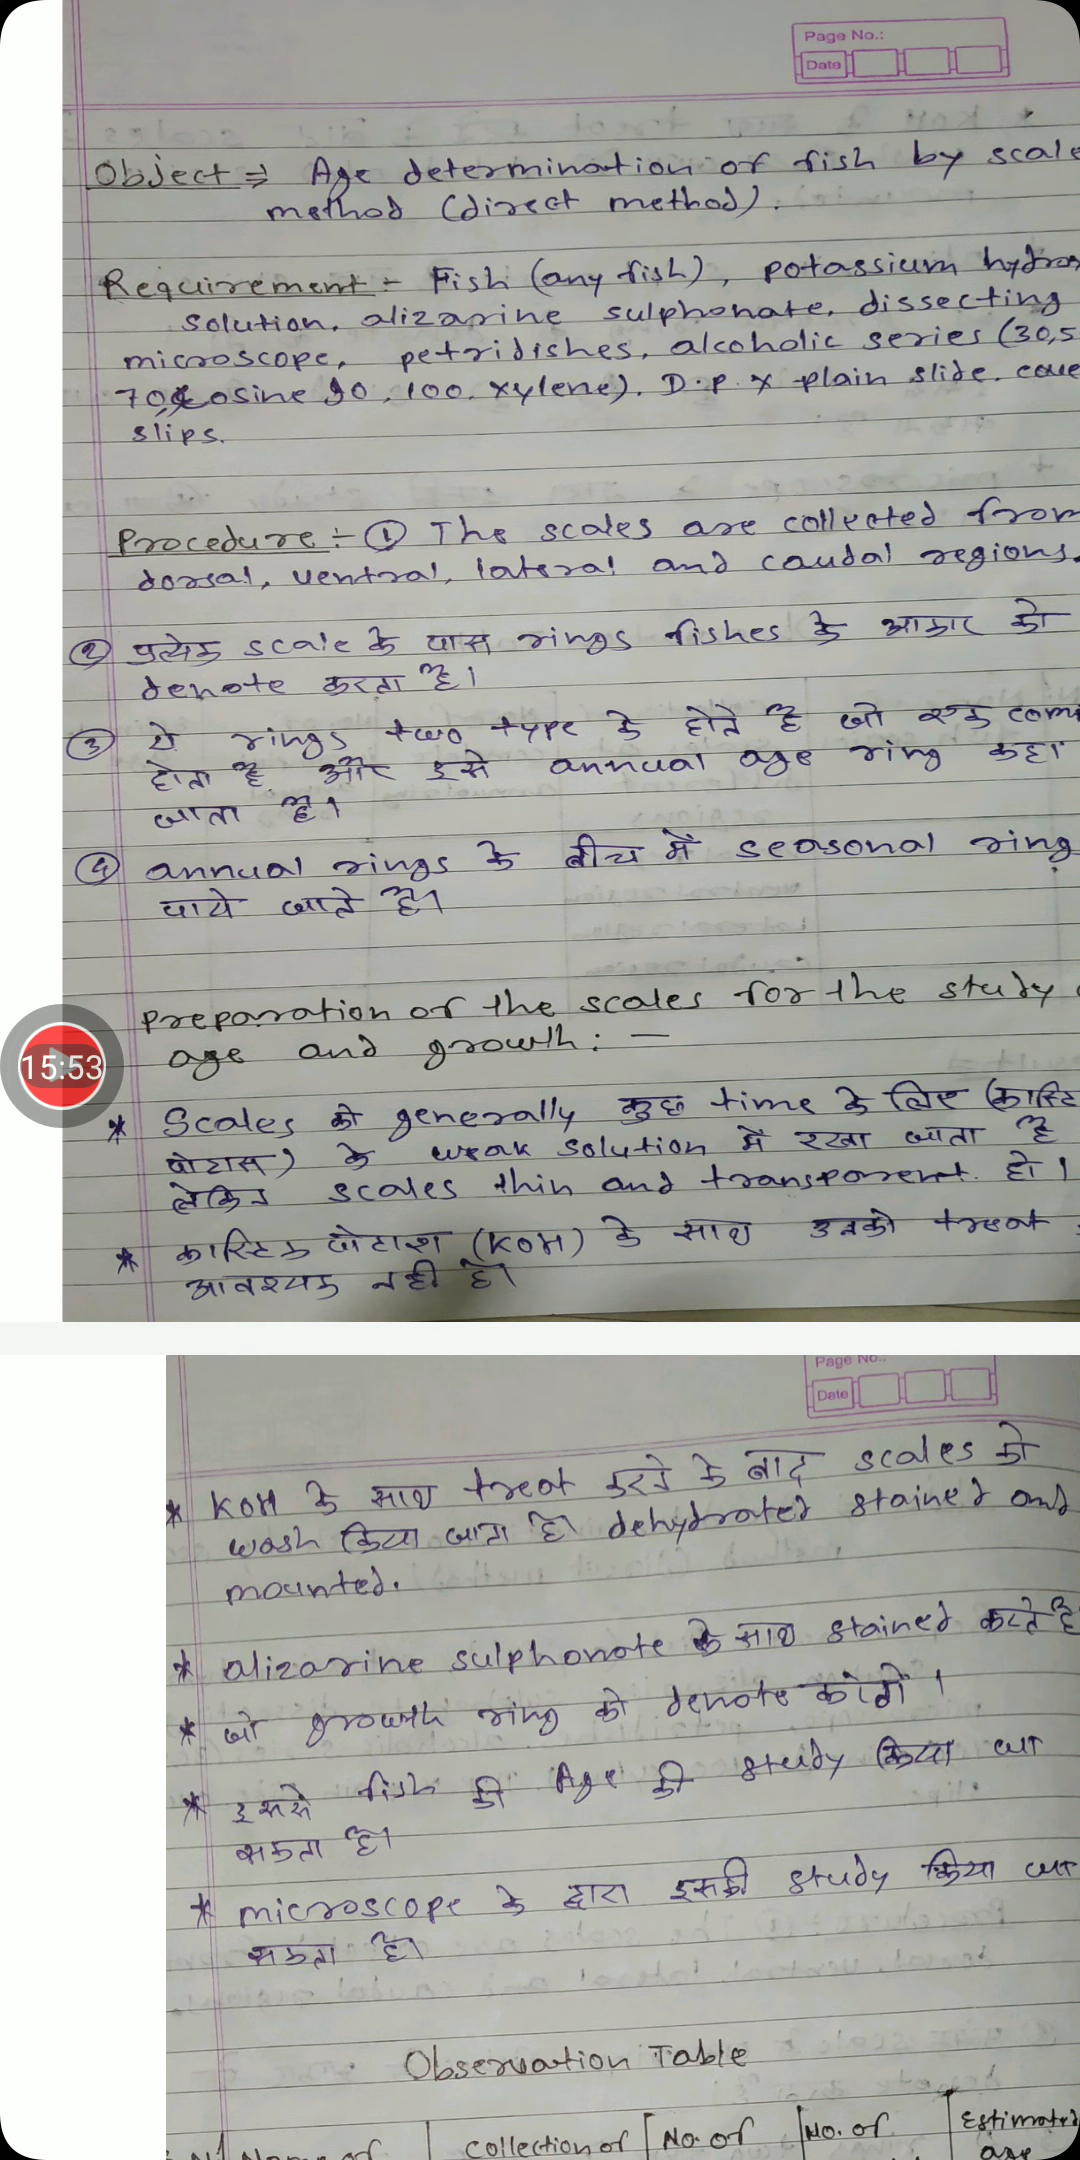 Page No.:
Date
Object ⇒ Age determination of fish by scale
method (direct method).
Requirement :- Fish (any fish), potassium hydrox
solution, alizarine sulphonate, dissecting
microscope, petridishes, alcoholic series (30,5
70, Eosine 90, 100. xylene). D.p.x plain slide. cove
slips.
Procedure :- ① The scales are collected from
dorsal, ventral, lateral and caudal regions.
② प्रत्येक scale के पास rings fishes के आकार को
denote करता है।
③ ये rings two type के होते है जो एक com
होता है और इसे annual age ring कहा
जाता है।
④ annual rings के बीच में seasonal ring
पाये जाते है।
preparation of the scales for the study
age and growth : —
15:53
* Scales को generally कुछ time के लिए (कास्टि
पोटास) के weak solution में रखा जाता है
लेकिन scales thin and transparent हो।
* कास्टिक पोटाश (KOH) के साथ उनको treat
आवश्यक नही है।
Page No..
Date
* KOH के साथ treat करने के बाद scales को
wash किया जाता है। dehydrated stained and
mounted.
* alizarine sulphonote के साथ stained करते है
* जो growth ring को denote करेगी।
* इससे fish की Age की study किया जा
सकता है।
* microscope के द्वारा इसकी study किया जा
सकता है।
Observation Table
Name of | collection of | No. of | No. of | Estimated
age